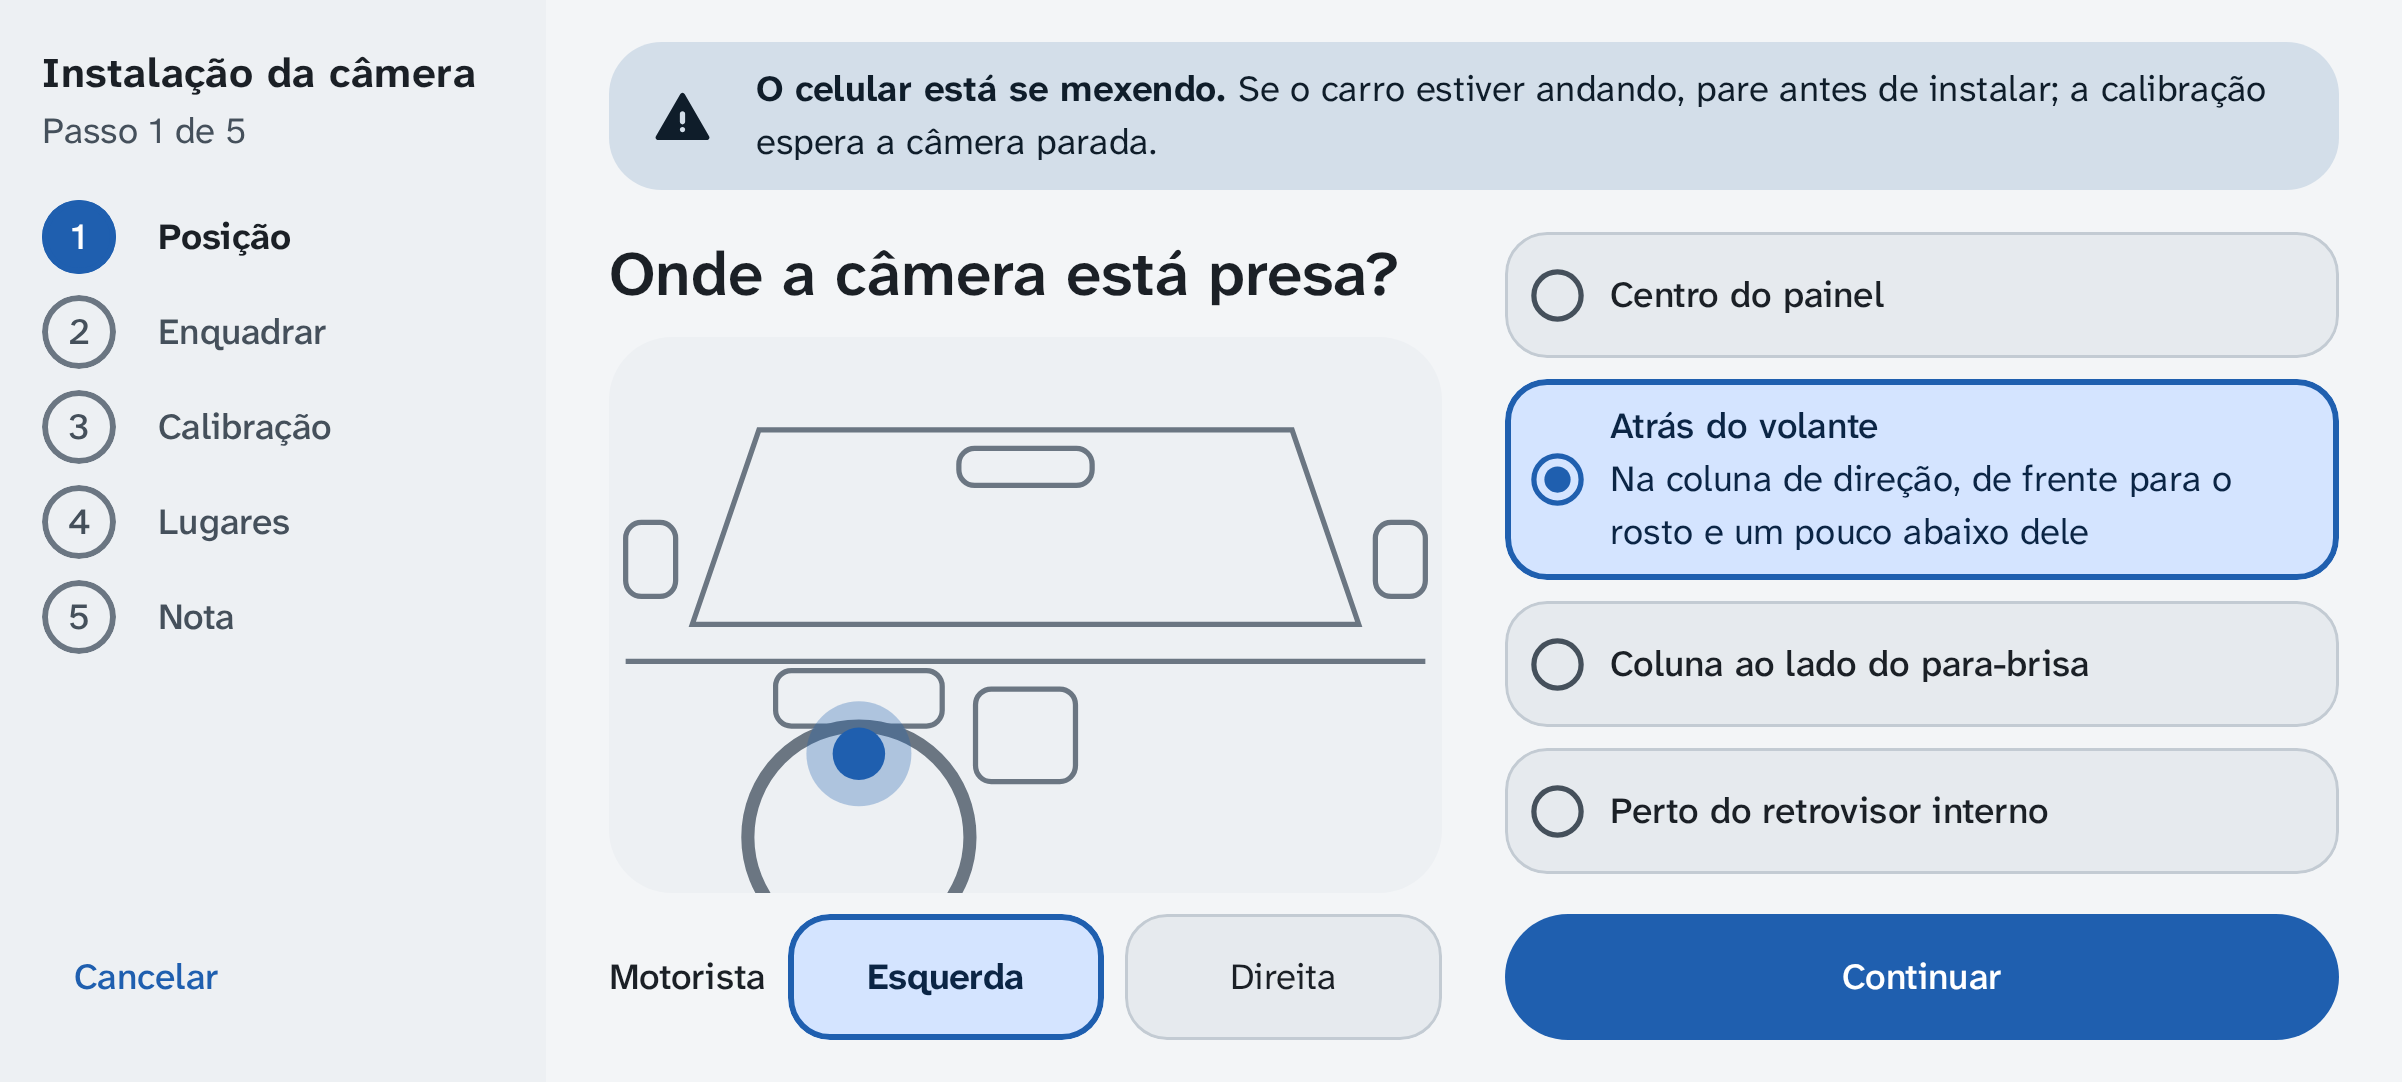 Instalação da câmera
Passo 1 de 5
1 Posição
2 Enquadrar
3 Calibração
4 Lugares
5 Nota
Cancelar
O celular está se mexendo. Se o carro estiver andando, pare antes de instalar; a calibração
espera a câmera parada.
Onde a câmera está presa?
Motorista
Esquerda
Direita
Centro do painel
Atrás do volante
Na coluna de direção, de frente para o
rosto e um pouco abaixo dele
Coluna ao lado do para-brisa
Perto do retrovisor interno
Continuar